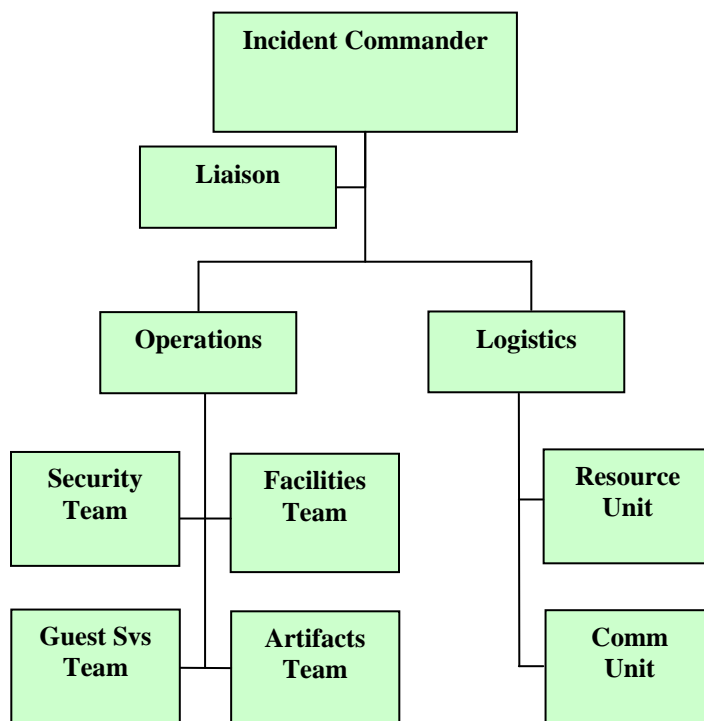 Incident Commander
Liaison
Operations
Logistics
Security
Team
Facilities
Team
Resource
Unit
Guest Svs
Team
Artifacts
Team
Comm
Unit